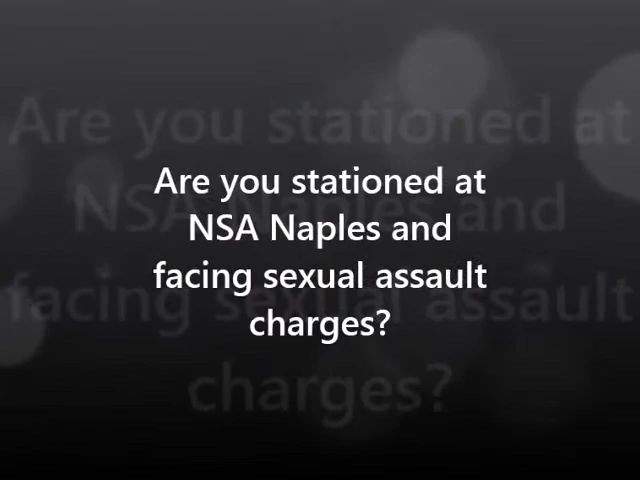 Are you stationed at
NSA Naples and
facing sexual assault
charges?